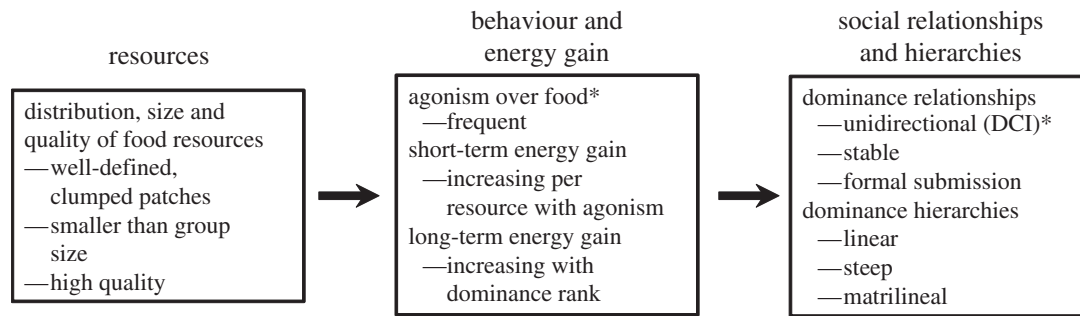 resources
distribution, size and
quality of food resources
—well-defined,
clumped patches
—smaller than group
size
—high quality
behaviour and
energy gain
agonism over food*
—frequent
short-term energy gain
—increasing per
resource with agonism
long-term energy gain
—increasing with
dominance rank
social relationships
and hierarchies
dominance relationships
—unidirectional (DCI)*
—stable
—formal submission
dominance hierarchies
—linear
—steep
—matrilineal